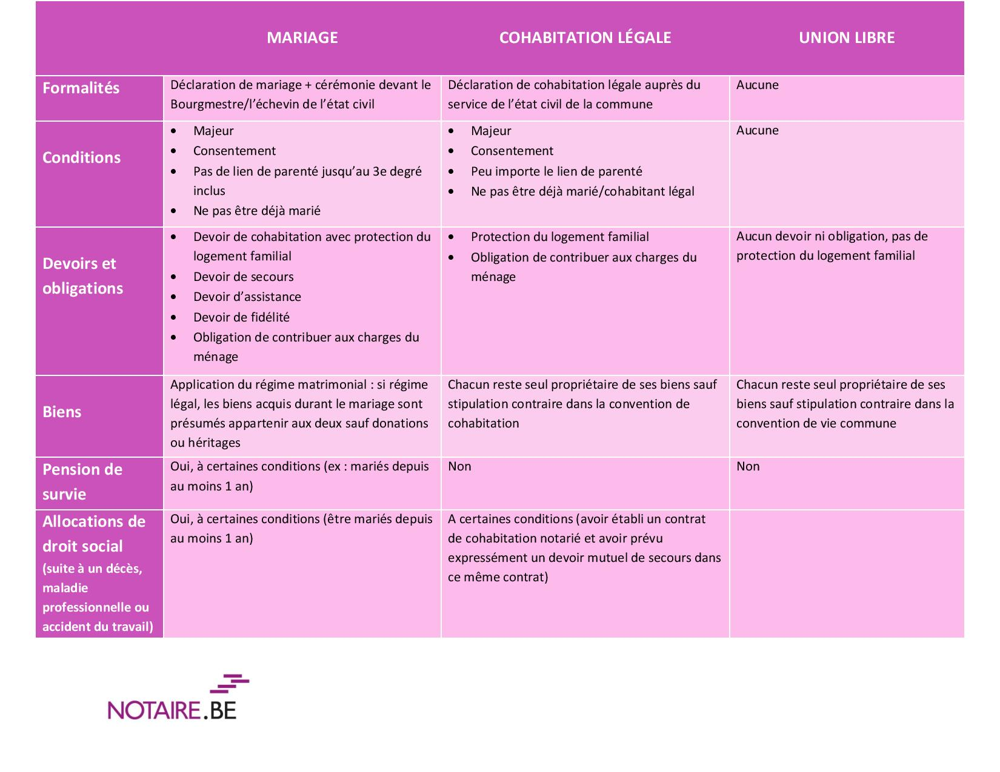 MARIAGE
COHABITATION LÉGALE
UNION LIBRE
Formalités
Déclaration de mariage + cérémonie devant le
Bourgmestre/l’échevin de l’état civil
Déclaration de cohabitation légale auprès du
service de l’état civil de la commune
Aucune
Conditions
• Majeur
• Consentement
• Pas de lien de parenté jusqu’au 3e degré
inclus
• Ne pas être déjà marié
• Majeur
• Consentement
• Peu importe le lien de parenté
• Ne pas être déjà marié/cohabitant légal
Aucune
Devoirs et
obligations
• Devoir de cohabitation avec protection du
logement familial
• Devoir de secours
• Devoir d’assistance
• Devoir de fidélité
• Obligation de contribuer aux charges du
ménage
• Protection du logement familial
• Obligation de contribuer aux charges du
ménage
Aucun devoir ni obligation, pas de
protection du logement familial
Biens
Application du régime matrimonial : si régime
légal, les biens acquis durant le mariage sont
présumés appartenir aux deux sauf donations
ou héritages
Chacun reste seul propriétaire de ses biens sauf
stipulation contraire dans la convention de
cohabitation
Chacun reste seul propriétaire de ses
biens sauf stipulation contraire dans la
convention de vie commune
Pension de
survie
Oui, à certaines conditions (ex : mariés depuis
au moins 1 an)
Non
Non
Allocations de
droit social
(suite à un décès,
maladie
professionnelle ou
accident du travail)
Oui, à certaines conditions (être mariés depuis
au moins 1 an)
A certaines conditions (avoir établi un contrat
de cohabitation notarié et avoir prévu
expressément un devoir mutuel de secours dans
ce même contrat)
NOTAIRE.BE